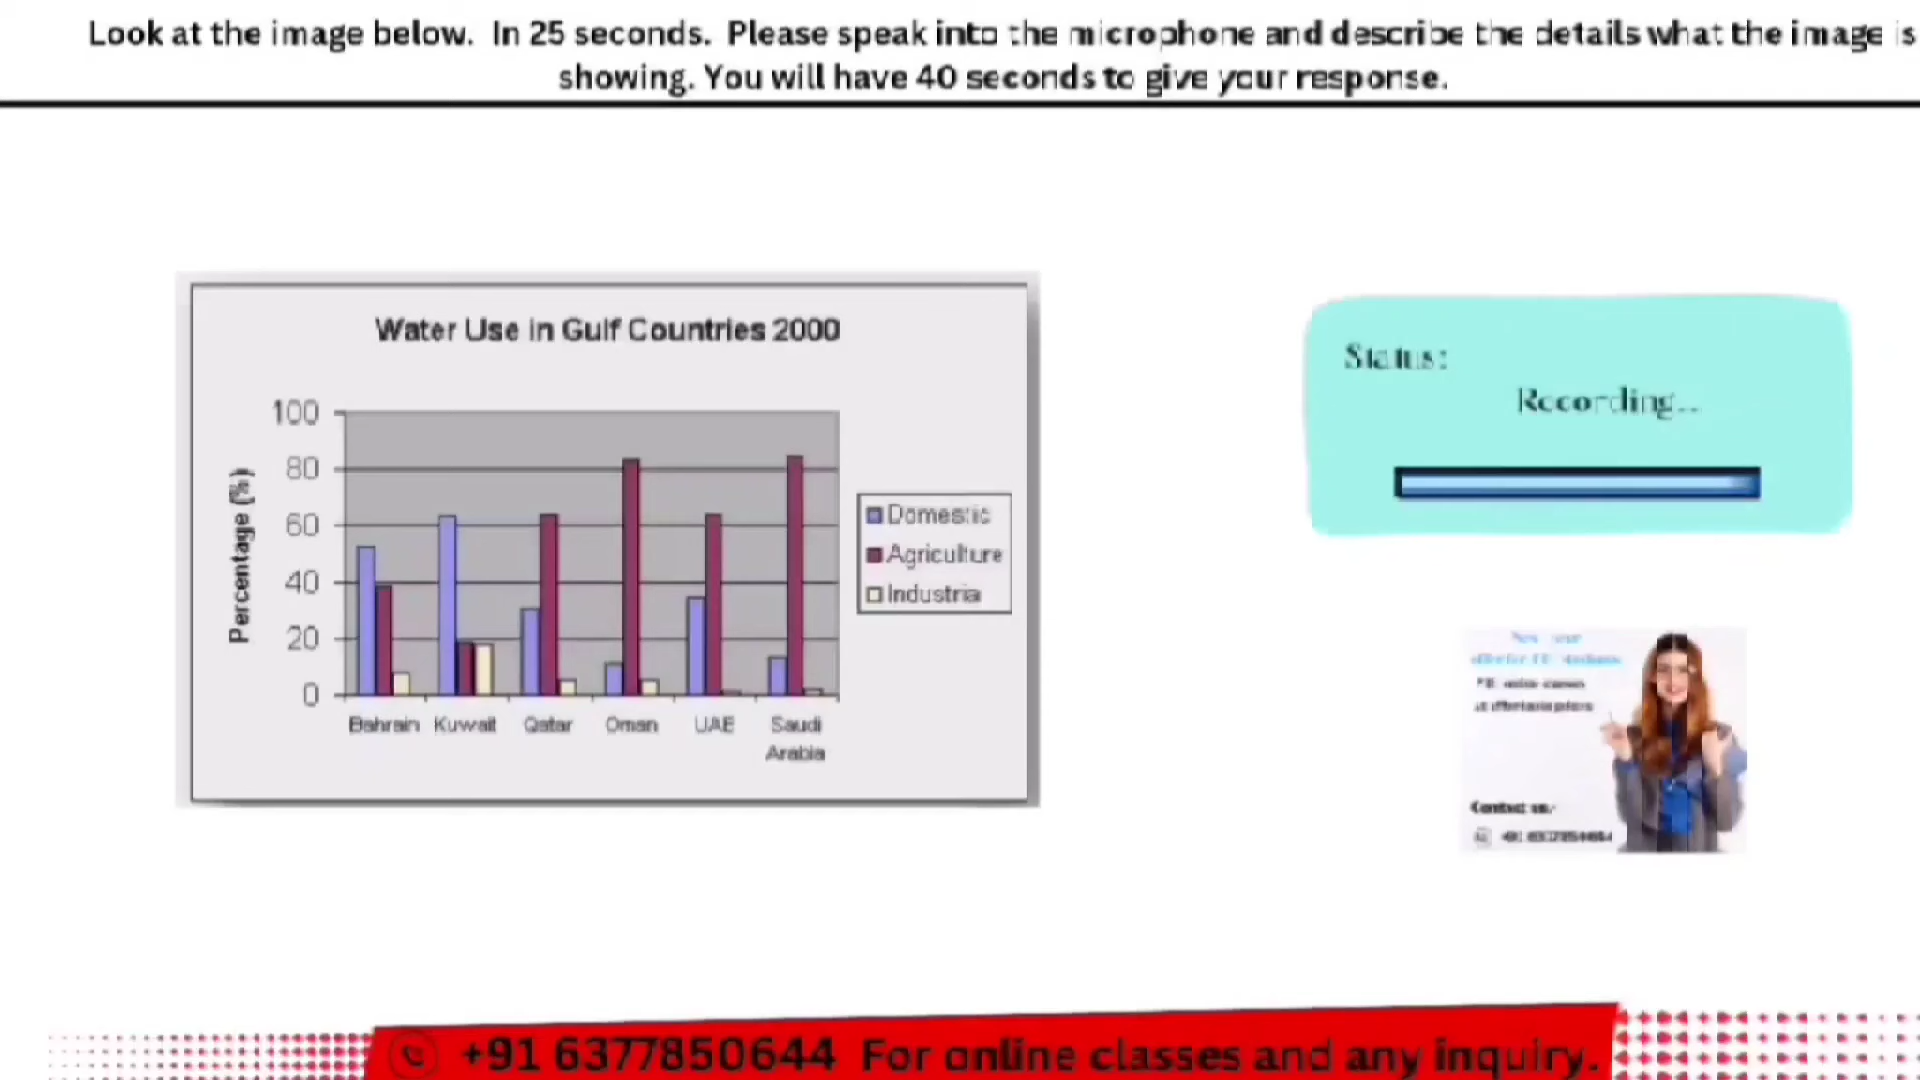 Look at the image below. In 25 seconds. Please speak into the microphone and describe the details what the image is
showing. You will have 40 seconds to give your response.
Water Use in Gulf Countries 2000
Percentage (%)
100
80
60
40
20
0
Bahrain Kuwait Qatar Oman UAE Saudi
Arabia
Domestic
Agriculture
Industria
Status:
Recording..
Contact us:-
+91 6377850644 For online classes and any inquiry.